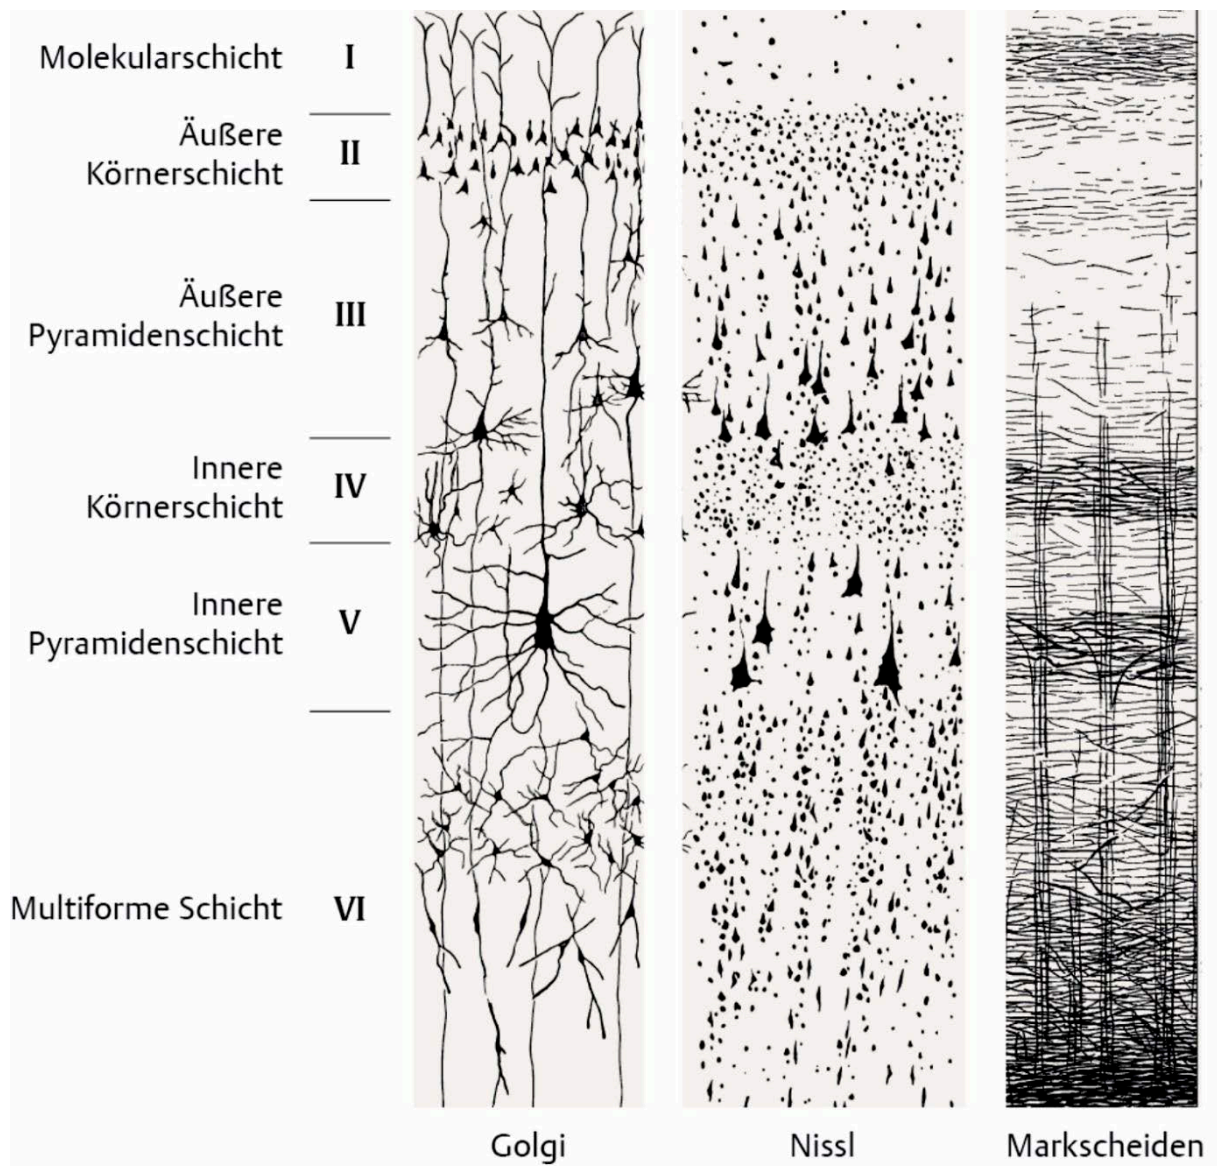 Molekularschicht I
Äußere
Körnerschicht
II
Äußere
Pyramidenschicht
III
Innere
Körnerschicht
IV
Innere
Pyramidenschicht
V
Multiforme Schicht VI
Golgi Nissl Markscheiden